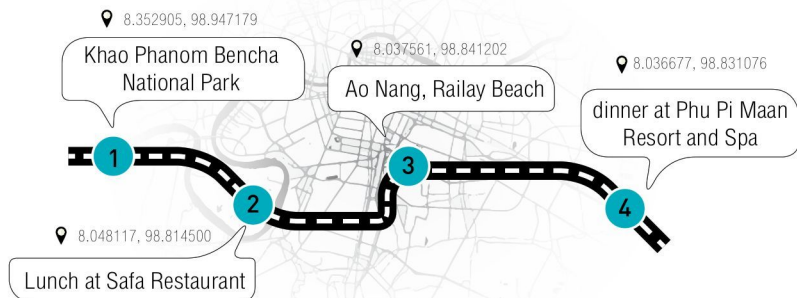 8.352905, 98.947179
Khao Phanom Bencha
National Park
1
2
8.048117, 98.814500
Lunch at Safa Restaurant
8.037561, 98.841202
Ao Nang, Railay Beach
3
8.036677, 98.831076
dinner at Phu Pi Maan
Resort and Spa
4